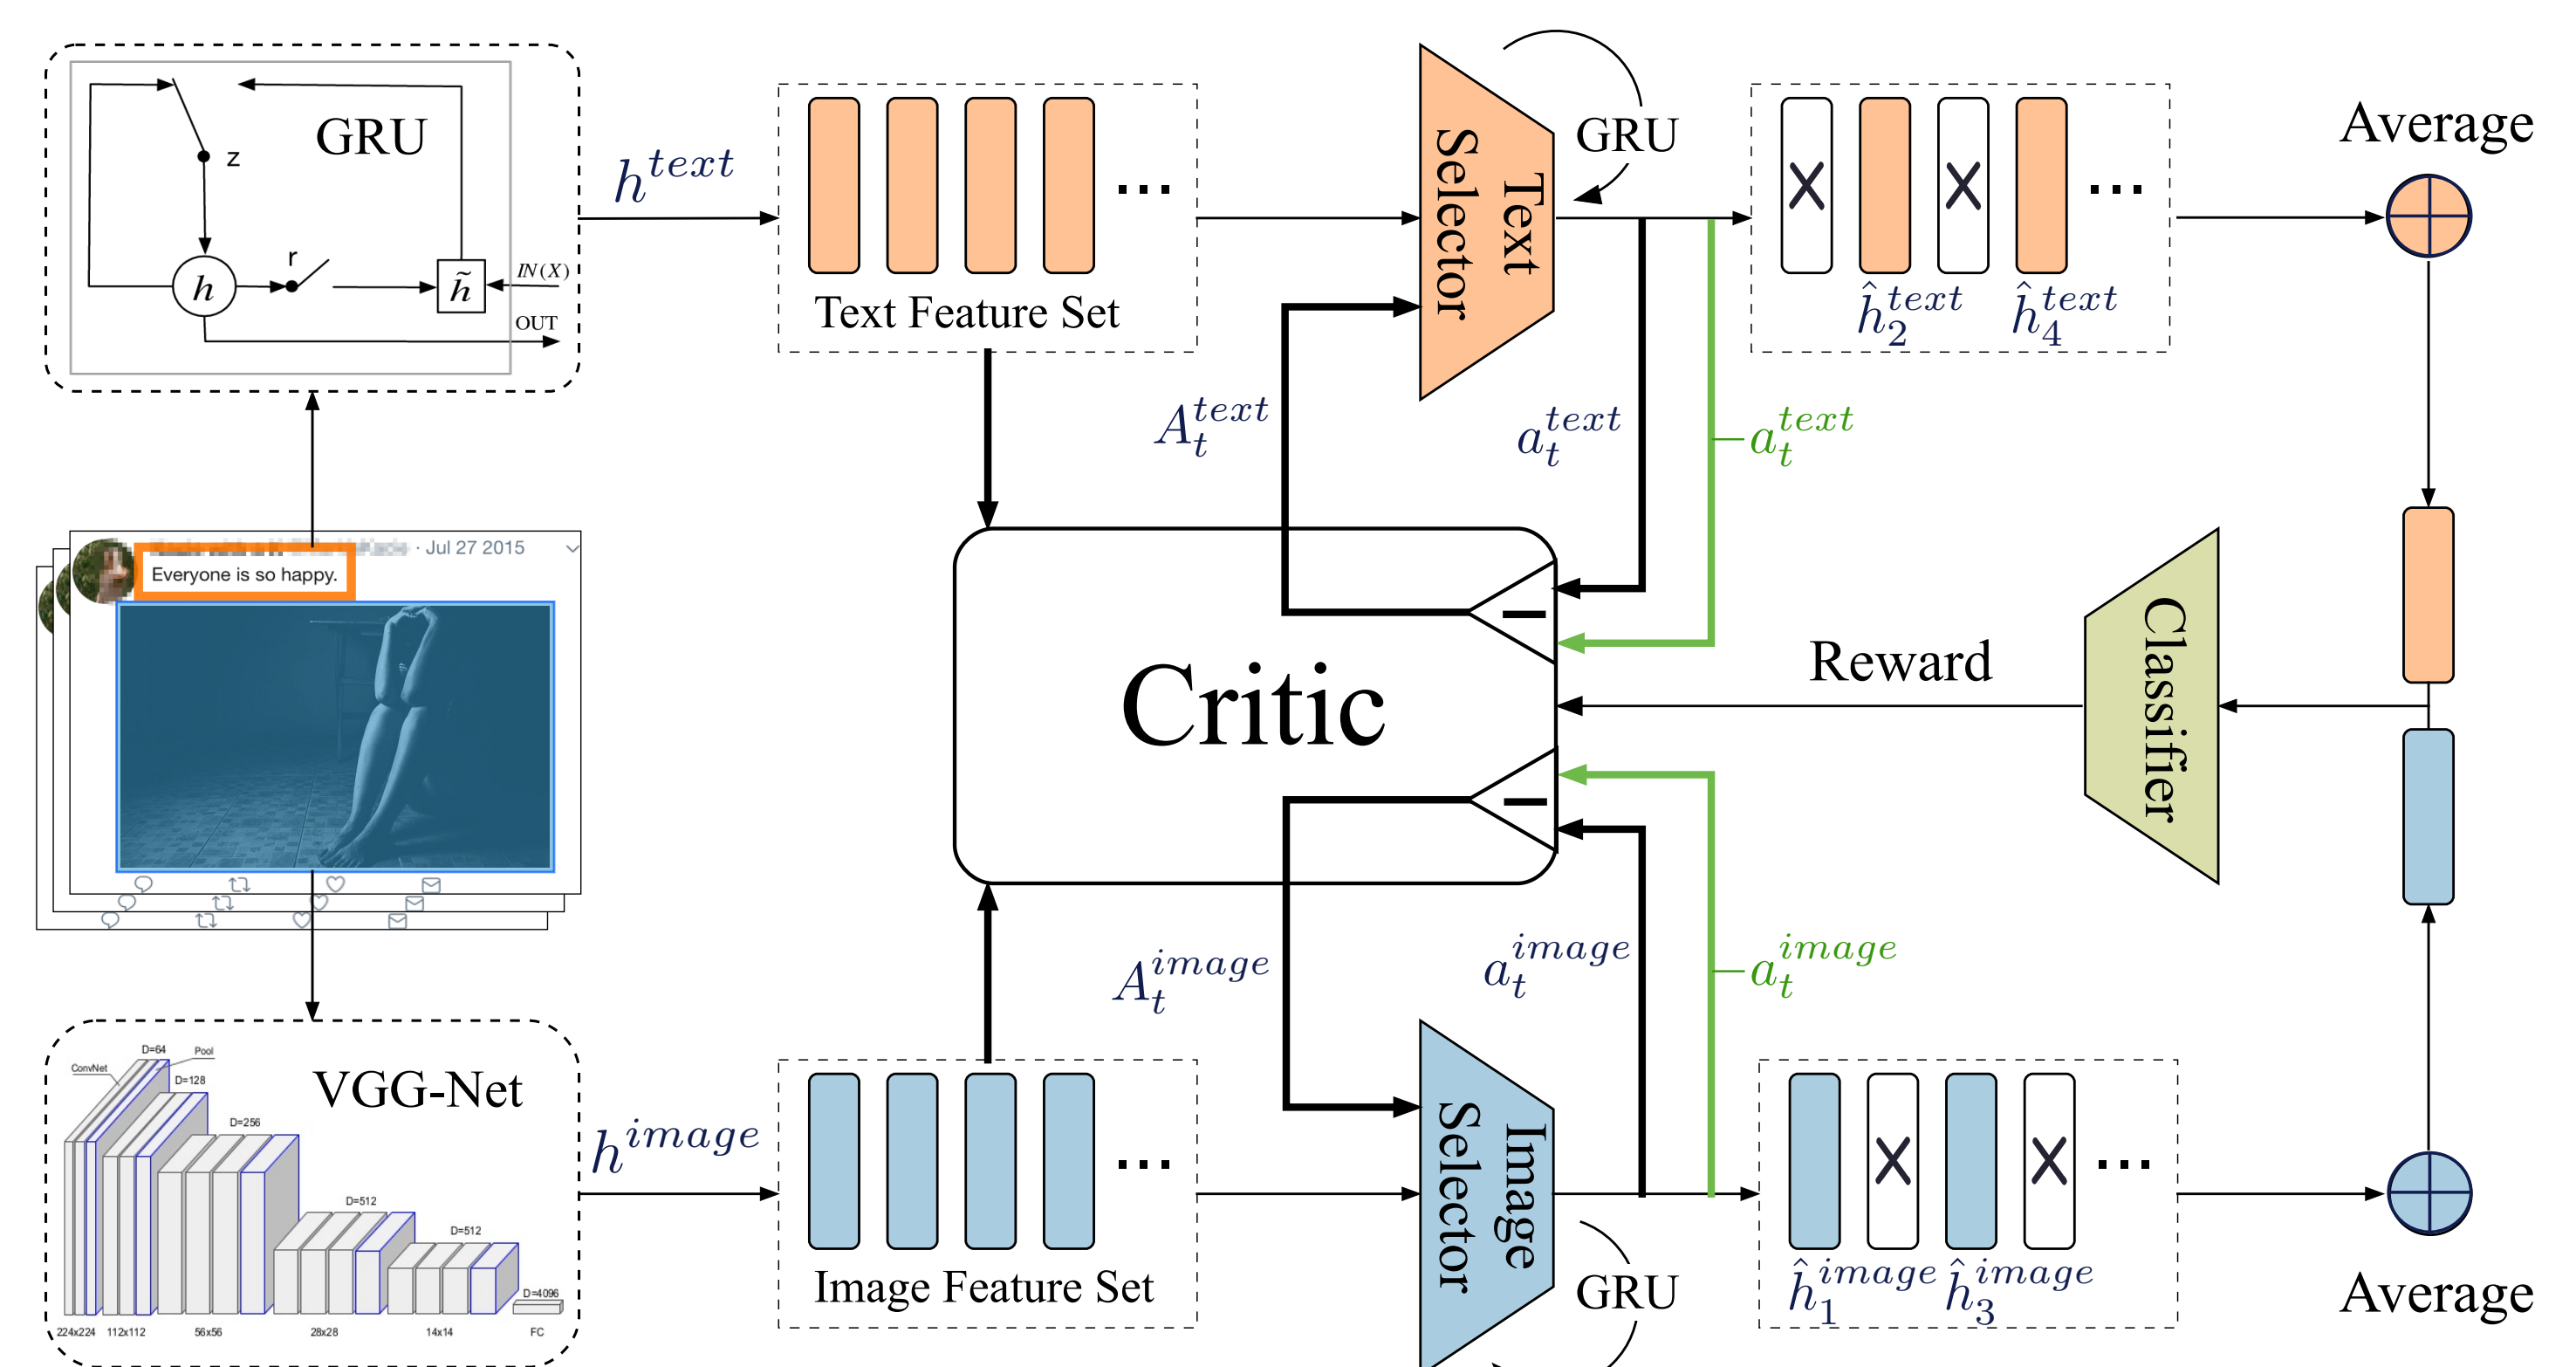 GRU
z
h
r
h̃
IN(X)
OUT
h^{text}
Text Feature Set
...
Text
Selector
GRU
ĥ_2^{text}
ĥ_4^{text}
...
Average
A_t^{text}
a_t^{text}
— a_t^{text}
· Jul 27 2015
Everyone is so happy.
Critic
—
—
Reward
Classifier
A_t^{image}
a_t^{image}
— a_t^{image}
VGG-Net
ConvNet
D=64
Pool
D=128
D=256
D=512
D=512
D=4096
224x224
112x112
56x56
28x28
14x14
FC
h^{image}
Image Feature Set
...
Image
Selector
GRU
ĥ_1^{image}
ĥ_3^{image}
...
Average